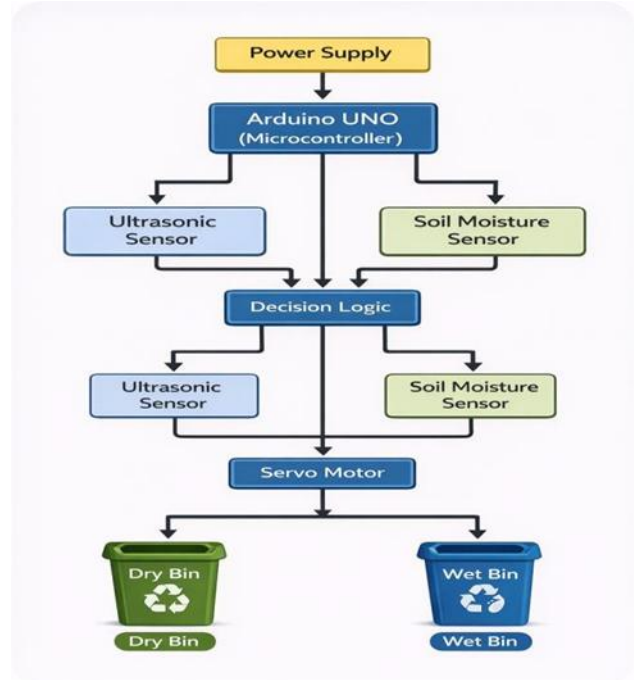 Power Supply
Arduino UNO
(Microcontroller)
Ultrasonic
Sensor
Soil Moisture
Sensor
Decision Logic
Ultrasonic
Sensor
Soil Moisture
Sensor
Servo Motor
Dry Bin
Wet Bin
Dry Bin
Wet Bin